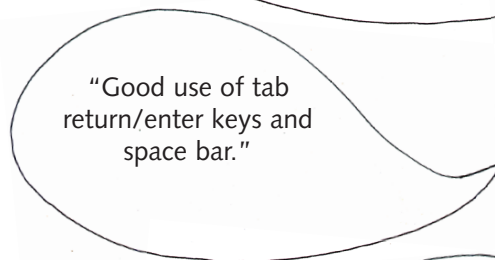 “Good use of tab
return/enter keys and
space bar.”